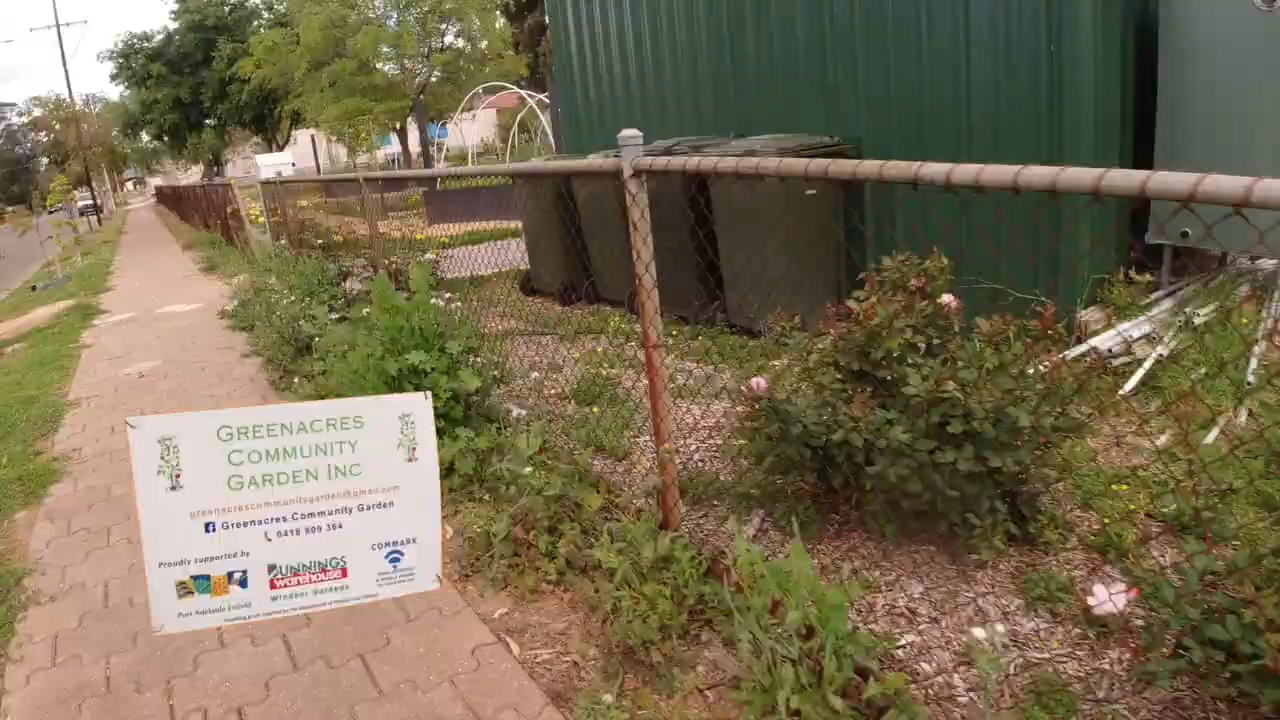 GREENACRES
COMMUNITY
GARDEN INC
greenacrescommunitygarden@gmail.com
Greenacres Community Garden
0418 809 364
Proudly supported by
Port Adelaide Enfield
BUNNINGS
warehouse
Windsor Gardens
COMMARK